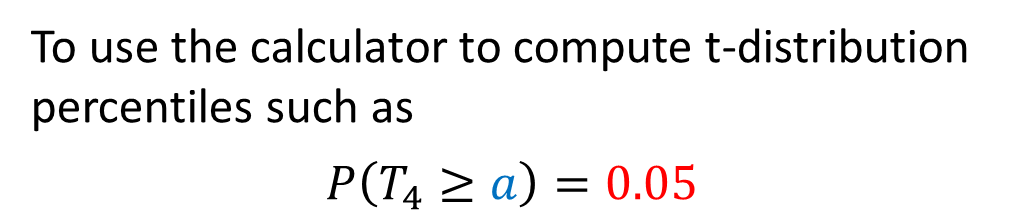 To use the calculator to compute t-distribution
percentiles such as
𝑃(𝑇₄ ≥ 𝑎) = 0.05